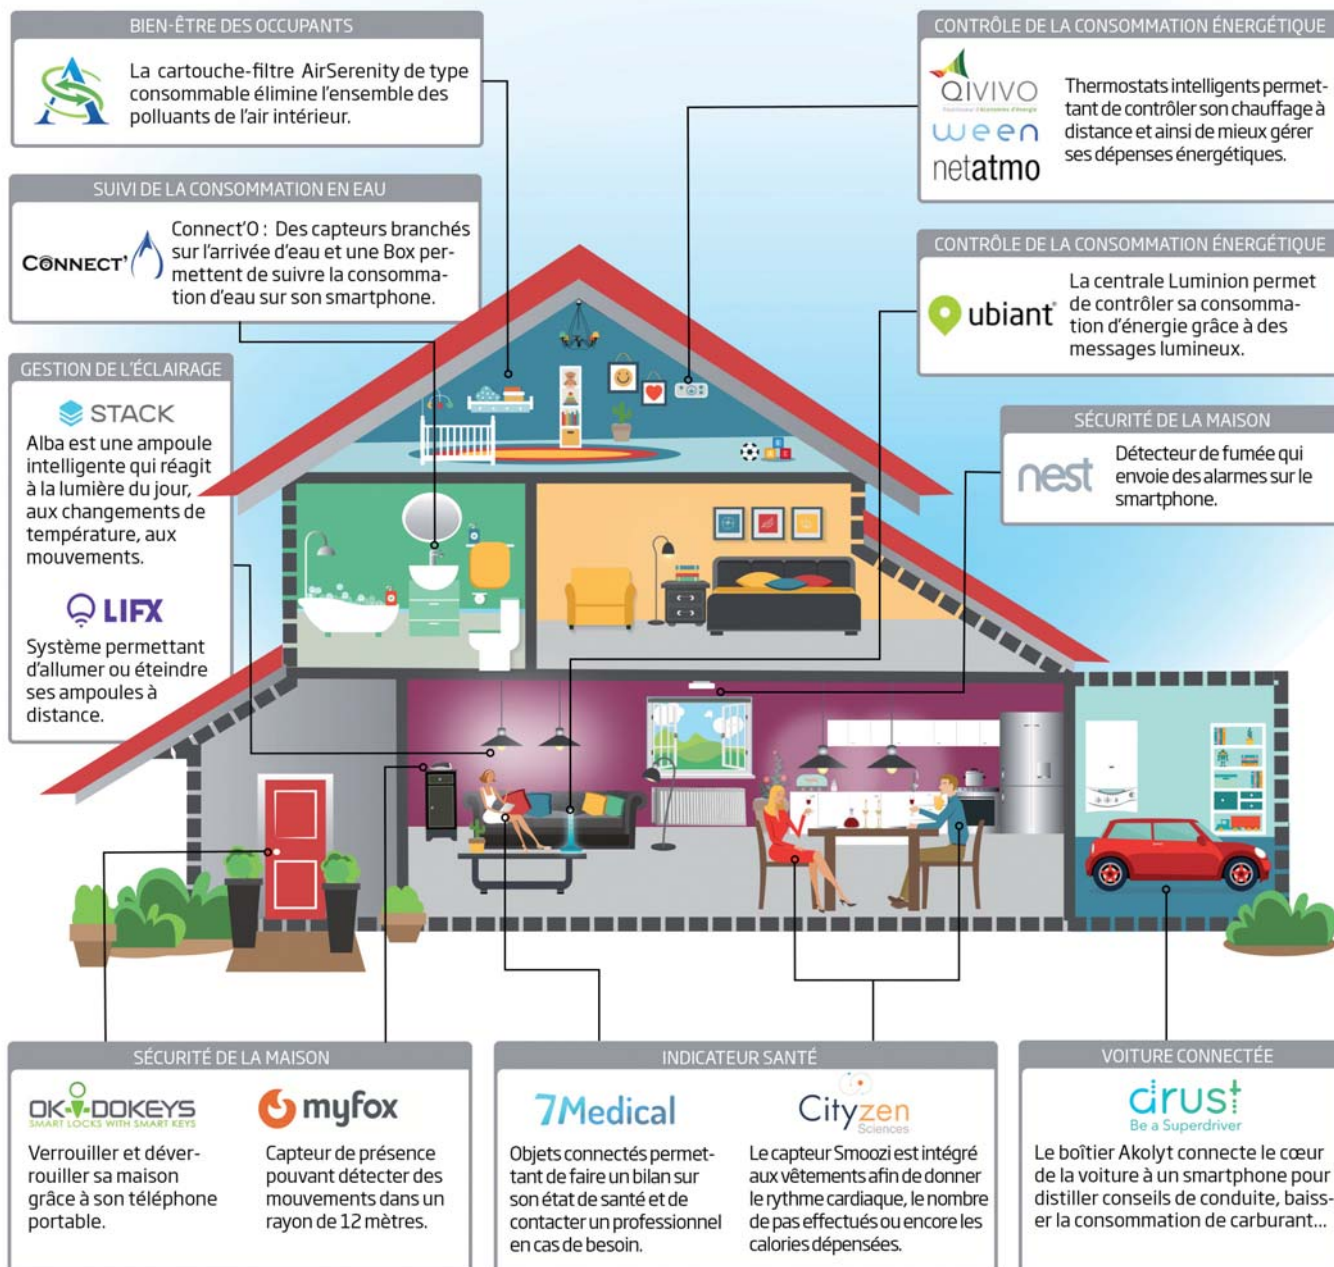 BIEN-ÊTRE DES OCCUPANTS
La cartouche-filtre AirSerenity de type
consommable élimine l'ensemble des
polluants de l'air intérieur.
SUIVI DE LA CONSOMMATION EN EAU
CONNECT'
Connect'O : Des capteurs branchés
sur l'arrivée d'eau et une Box per-
mettent de suivre la consomma-
tion d'eau sur son smartphone.
GESTION DE L'ÉCLAIRAGE
STACK
Alba est une ampoule
intelligente qui réagit
à la lumière du jour,
aux changements de
température, aux
mouvements.
LIFX
Système permettant
d'allumer ou éteindre
ses ampoules à
distance.
CONTRÔLE DE LA CONSOMMATION ÉNERGÉTIQUE
QIVIVO
Fournisseur d'économies d'énergie
ween
netatmo
Thermostats intelligents permet-
tant de contrôler son chauffage à
distance et ainsi de mieux gérer
ses dépenses énergétiques.
CONTRÔLE DE LA CONSOMMATION ÉNERGÉTIQUE
ubiant
La centrale Luminion permet
de contrôler sa consomma-
tion d'énergie grâce à des
messages lumineux.
SÉCURITÉ DE LA MAISON
nest
Détecteur de fumée qui
envoie des alarmes sur le
smartphone.
SÉCURITÉ DE LA MAISON
OKIDOKEYS
SMART LOCKS WITH SMART KEYS
Verrouiller et déver-
rouiller sa maison
grâce à son téléphone
portable.
myfox
Capteur de présence
pouvant détecter des
mouvements dans un
rayon de 12 mètres.
INDICATEUR SANTÉ
7Medical
Objets connectés permet-
tant de faire un bilan sur
son état de santé et de
contacter un professionnel
en cas de besoin.
Cityzen
Sciences
Le capteur Smoozi est intégré
aux vêtements afin de donner
le rythme cardiaque, le nombre
de pas effectués ou encore les
calories dépensées.
VOITURE CONNECTÉE
drust
Be a Superdriver
Le boîtier Akolyt connecte le cœur
de la voiture à un smartphone pour
distiller conseils de conduite, baiss-
er la consommation de carburant...